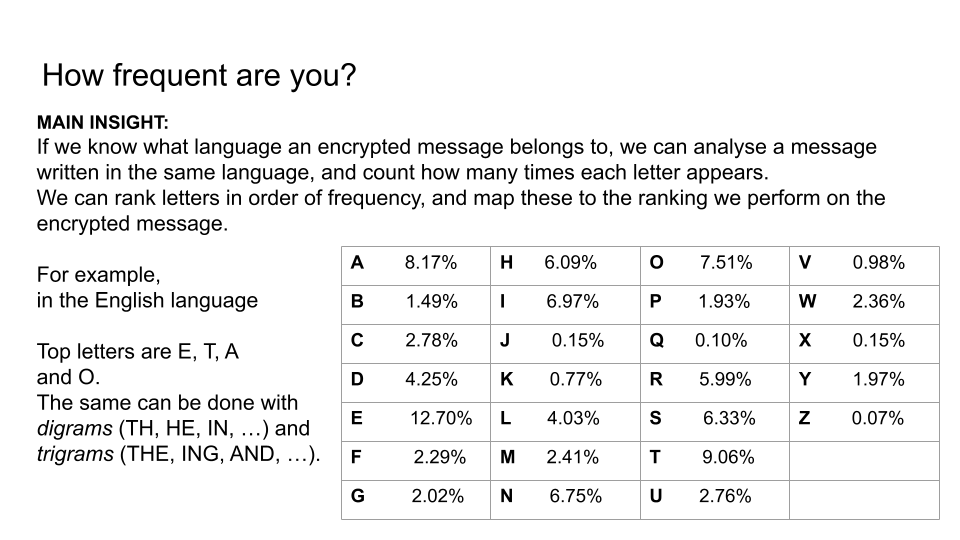 How frequent are you?
MAIN INSIGHT:
If we know what language an encrypted message belongs to, we can analyse a message
written in the same language, and count how many times each letter appears.
We can rank letters in order of frequency, and map these to the ranking we perform on the
encrypted message.
For example,
in the English language
Top letters are E, T, A
and O.
The same can be done with
digrams (TH, HE, IN, …) and
trigrams (THE, ING, AND, …).
A 8.17% H 6.09% O 7.51% V 0.98%
B 1.49% I 6.97% P 1.93% W 2.36%
C 2.78% J 0.15% Q 0.10% X 0.15%
D 4.25% K 0.77% R 5.99% Y 1.97%
E 12.70% L 4.03% S 6.33% Z 0.07%
F 2.29% M 2.41% T 9.06%
G 2.02% N 6.75% U 2.76%